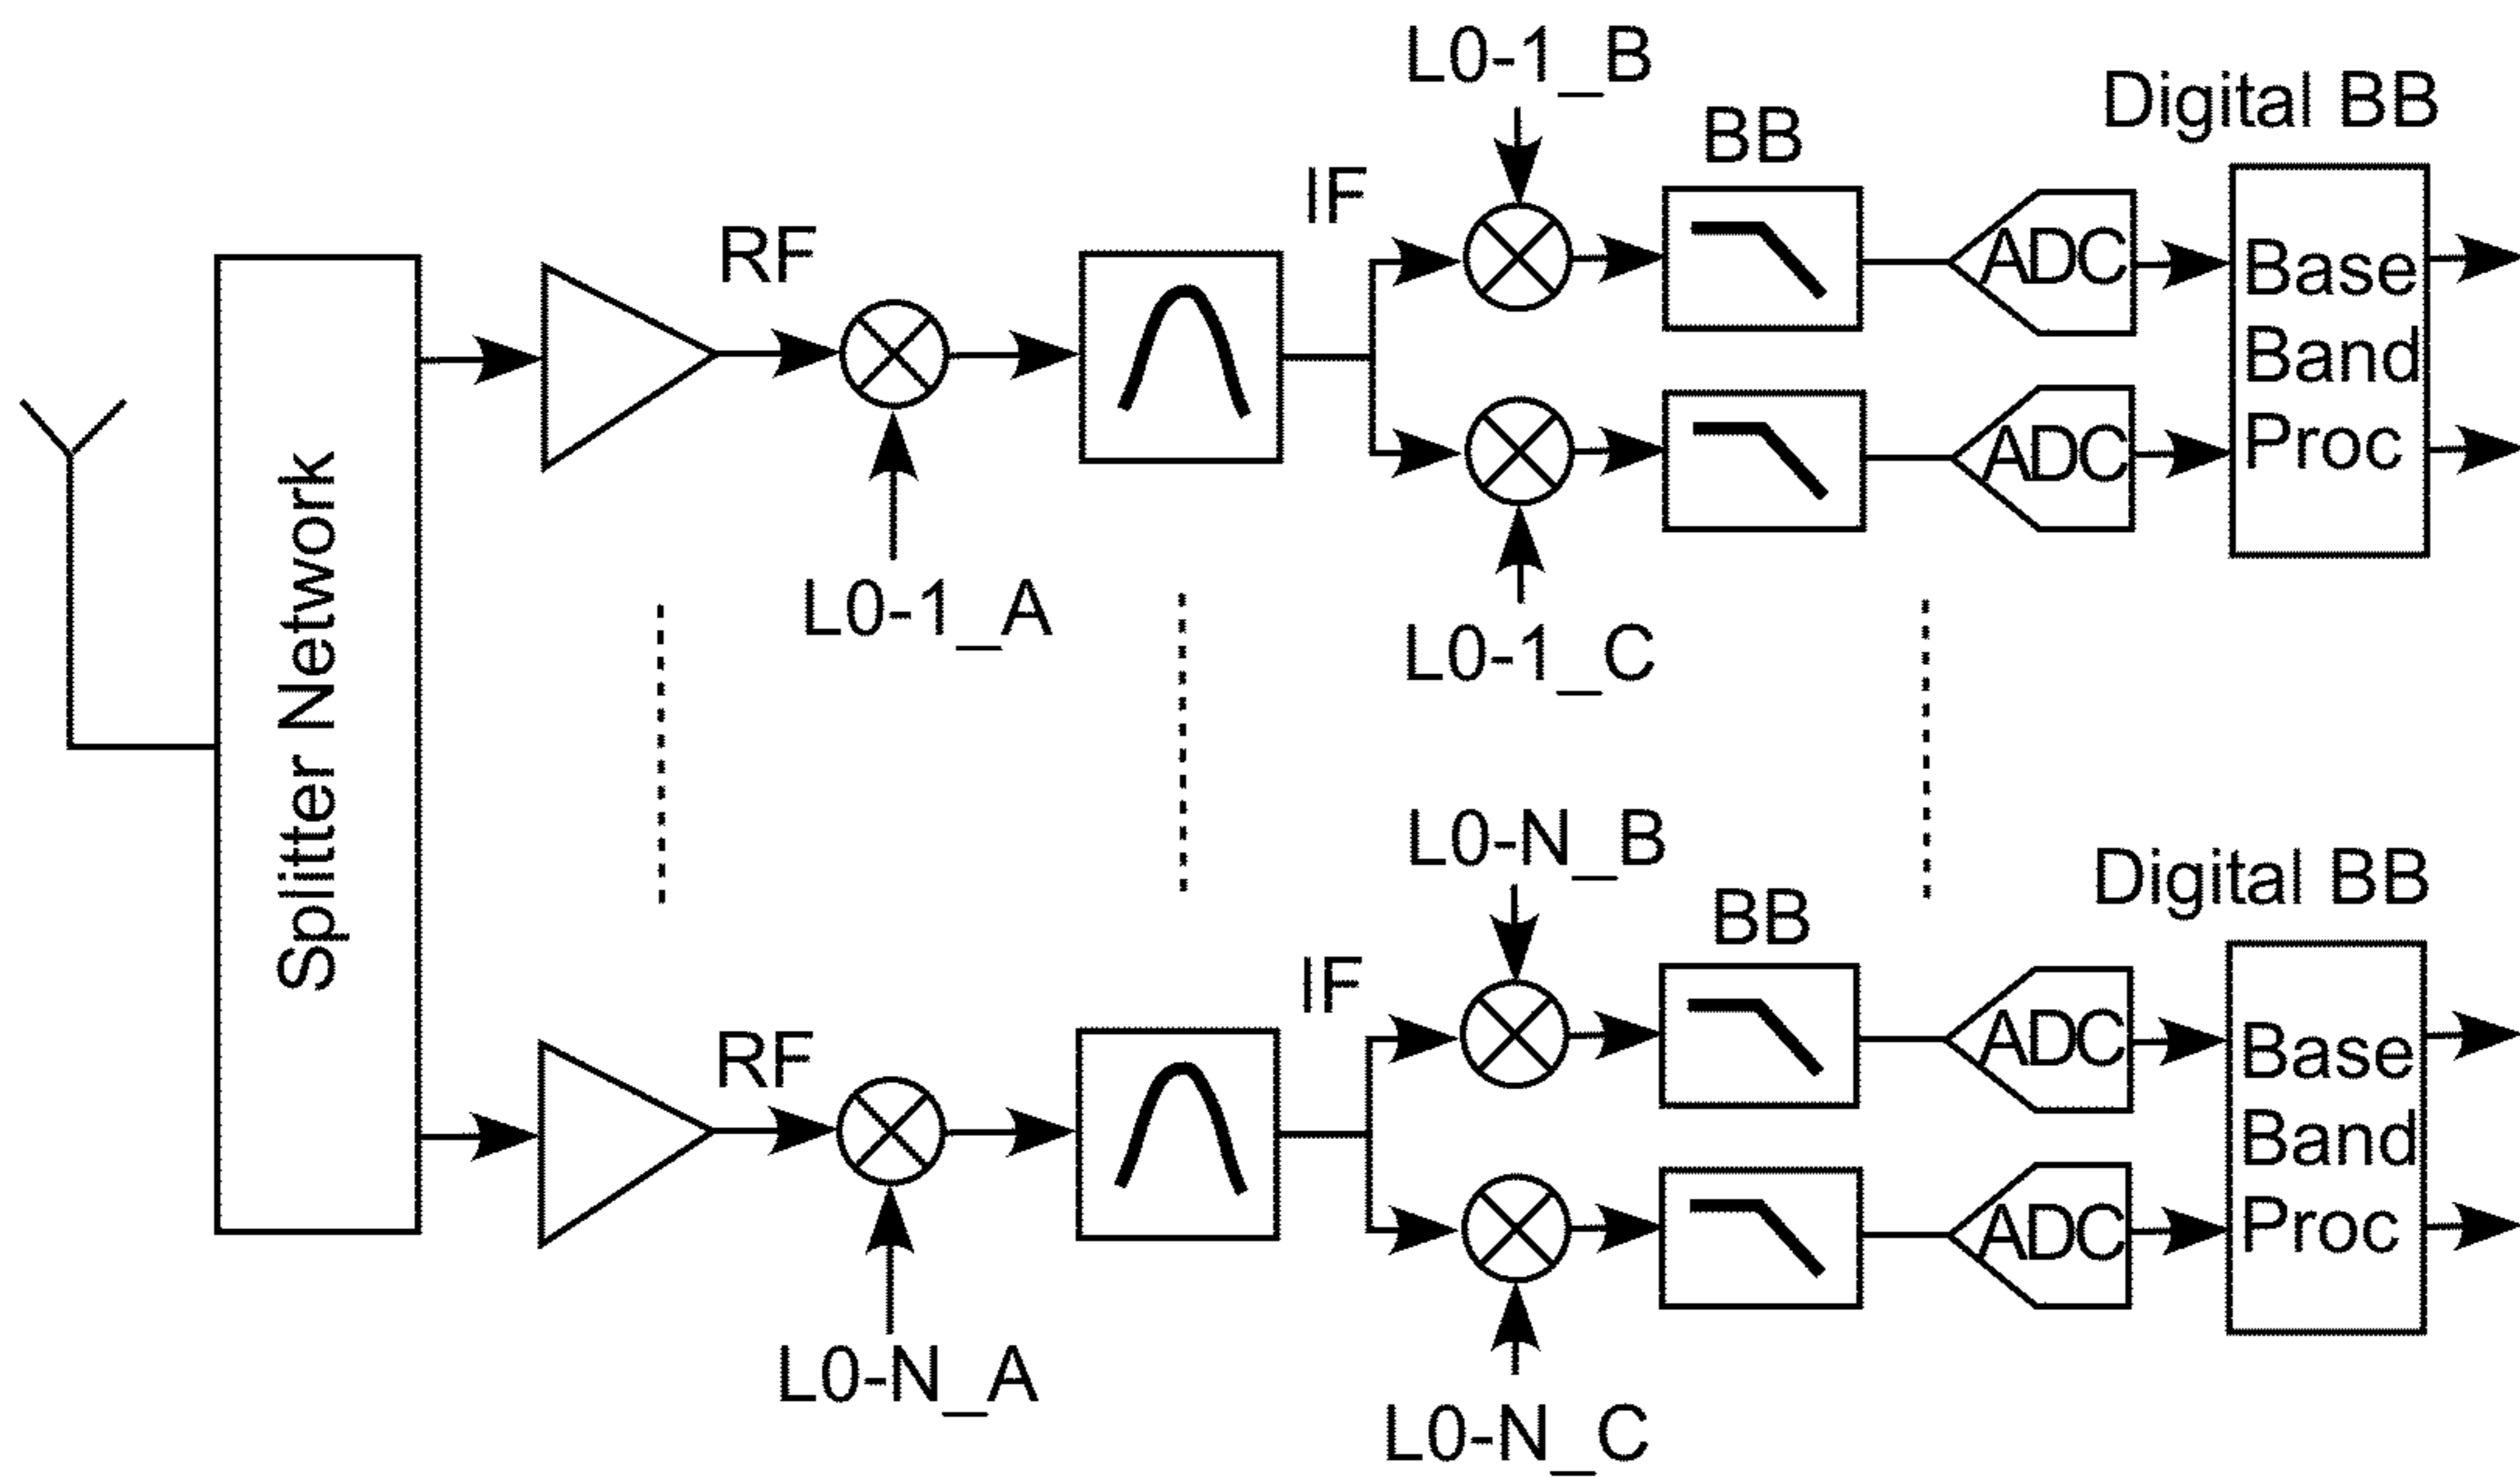 L0-1_B
Digital BB
BB
IF
RF
ADC
Base
Band
Proc
ADC
Splitter Network
L0-1_A
L0-1_C
L0-N_B
Digital BB
BB
IF
RF
ADC
Base
Band
Proc
ADC
L0-N_A
L0-N_C